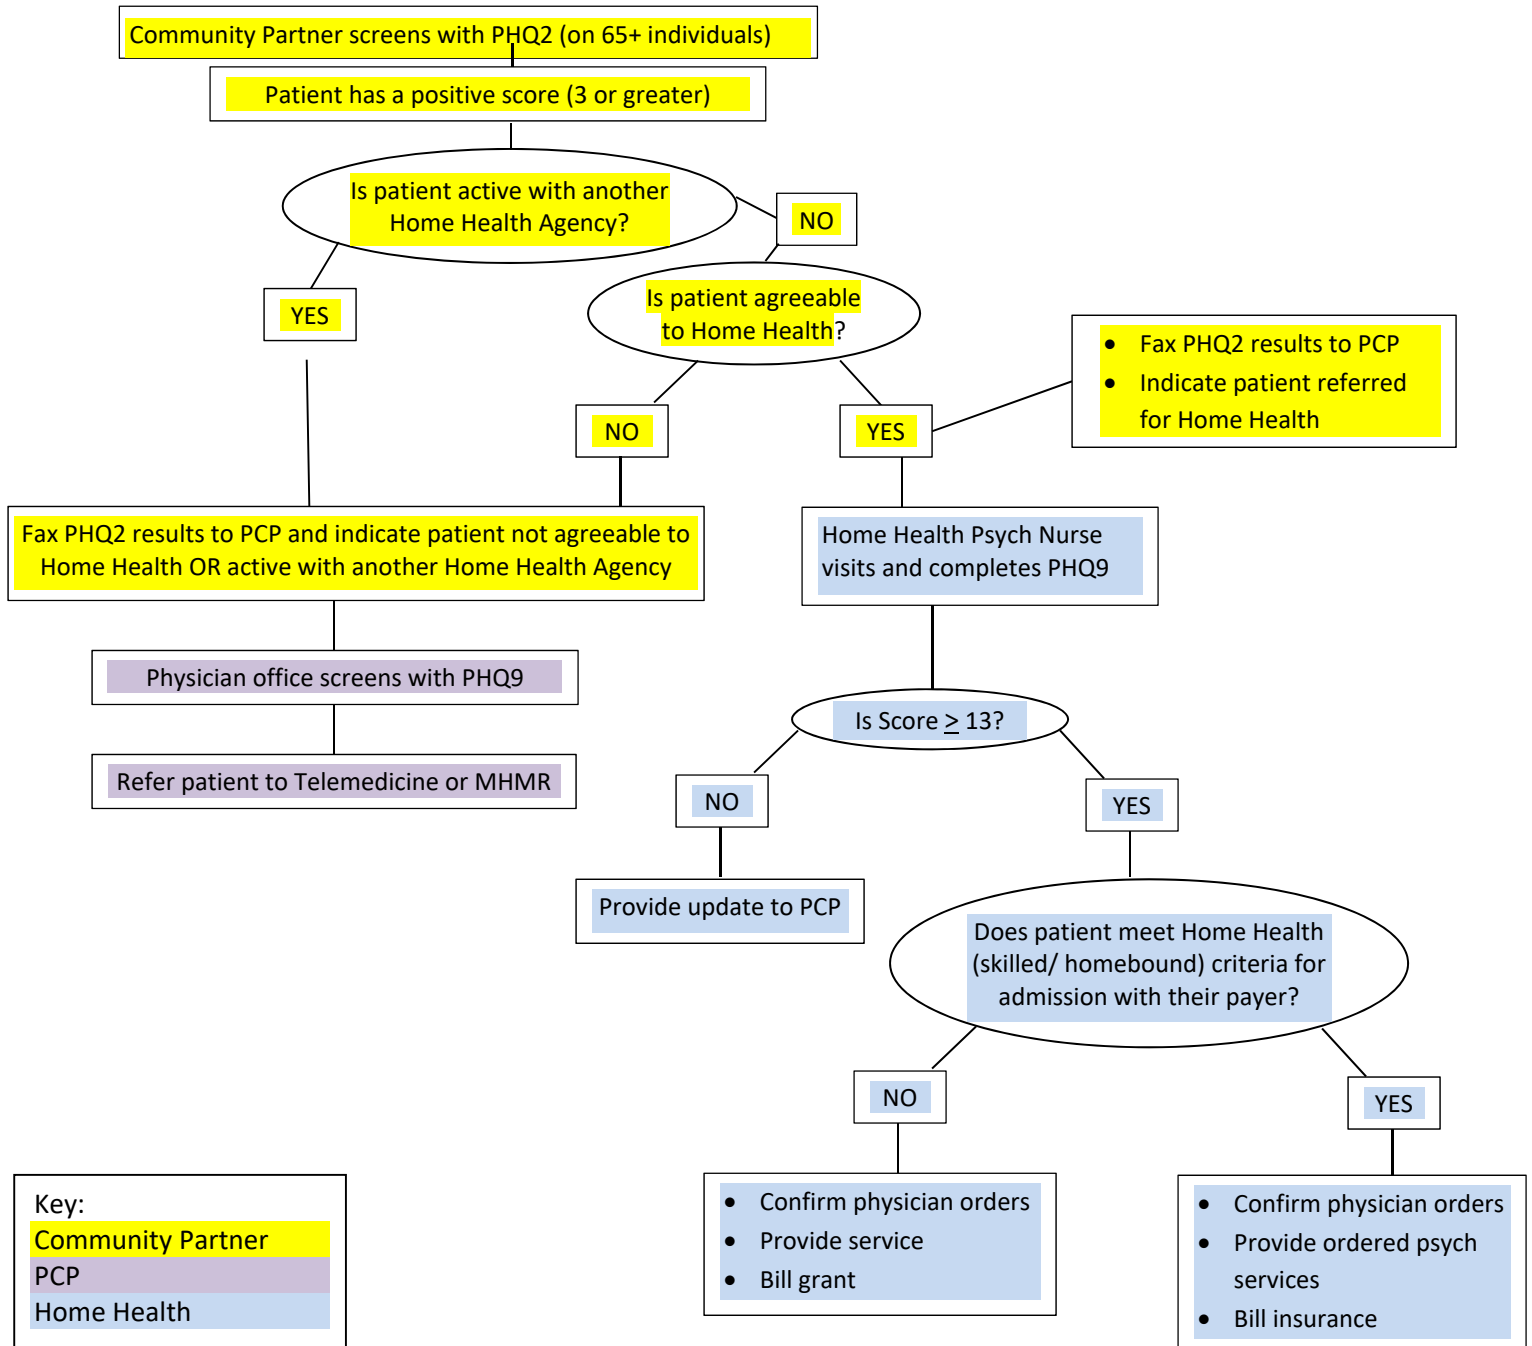 Community Partner screens with PHQ2 (on 65+ individuals)
Patient has a positive score (3 or greater)
Is patient active with another
Home Health Agency?
NO
YES
Is patient agreeable
to Home Health?
• Fax PHQ2 results to PCP
• Indicate patient referred
for Home Health
NO
YES
Fax PHQ2 results to PCP and indicate patient not agreeable to
Home Health OR active with another Home Health Agency
Home Health Psych Nurse
visits and completes PHQ9
Physician office screens with PHQ9
Refer patient to Telemedicine or MHMR
Is Score ≥ 13?
NO
YES
Provide update to PCP
Does patient meet Home Health
(skilled/ homebound) criteria for
admission with their payer?
NO
YES
• Confirm physician orders
• Provide service
• Bill grant
• Confirm physician orders
• Provide ordered psych
services
• Bill insurance
Key:
Community Partner
PCP
Home Health